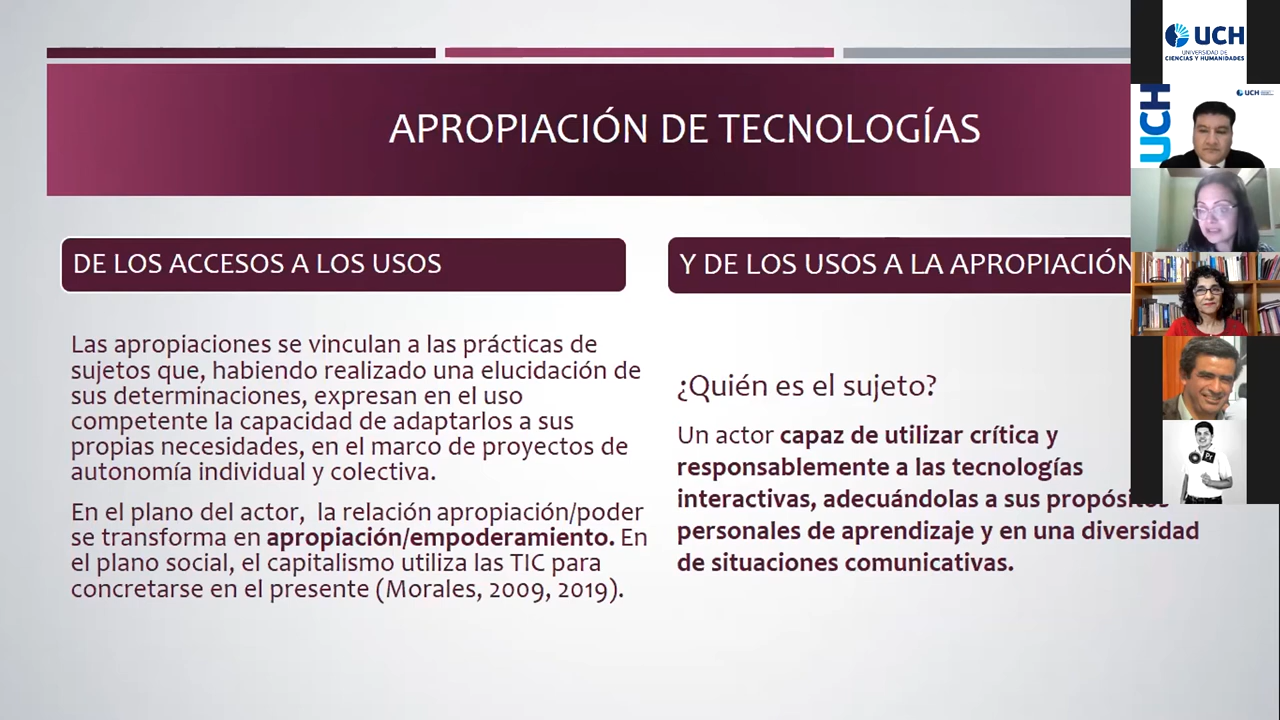 APROPIACIÓN DE TECNOLOGÍAS
DE LOS ACCESOS A LOS USOS
Las apropiaciones se vinculan a las prácticas de
sujetos que, habiendo realizado una elucidación de
sus determinaciones, expresan en el uso
competente la capacidad de adaptarlos a sus
propias necesidades, en el marco de proyectos de
autonomía individual y colectiva.
En el plano del actor, la relación apropiación/poder
se transforma en apropiación/empoderamiento. En
el plano social, el capitalismo utiliza las TIC para
concretarse en el presente (Morales, 2009, 2019).
Y DE LOS USOS A LA APROPIACIÓN
¿Quién es el sujeto?
Un actor capaz de utilizar crítica y
responsablemente a las tecnologías
interactivas, adecuándolas a sus propósitos
personales de aprendizaje y en una diversidad
de situaciones comunicativas.
UCH
UNIVERSIDAD DE
CIENCIAS Y HUMANIDADES
UCH
UCH
Pr